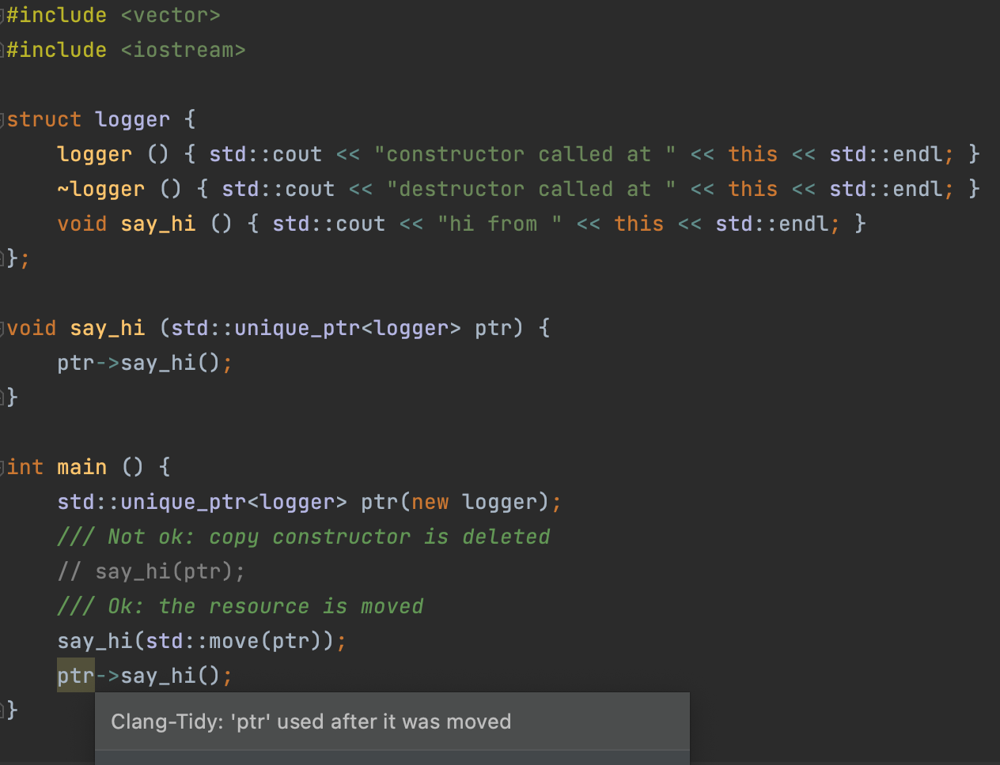 #include <vector>
#include <iostream>
struct logger {
logger () { std::cout << "constructor called at " << this << std::endl; }
~logger () { std::cout << "destructor called at " << this << std::endl; }
void say_hi () { std::cout << "hi from " << this << std::endl; }
};
void say_hi (std::unique_ptr<logger> ptr) {
ptr->say_hi();
}
int main () {
std::unique_ptr<logger> ptr(new logger);
/// Not ok: copy constructor is deleted
// say_hi(ptr);
/// Ok: the resource is moved
say_hi(std::move(ptr));
ptr->say_hi();
}
Clang-Tidy: 'ptr' used after it was moved